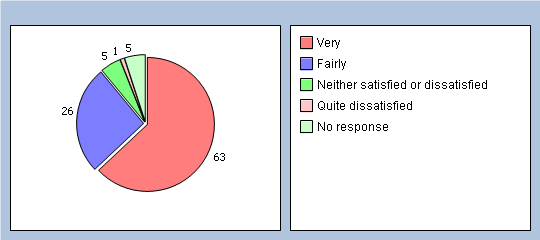 5 1 5
26
63
Very
Fairly
Neither satisfied or dissatisfied
Quite dissatisfied
No response